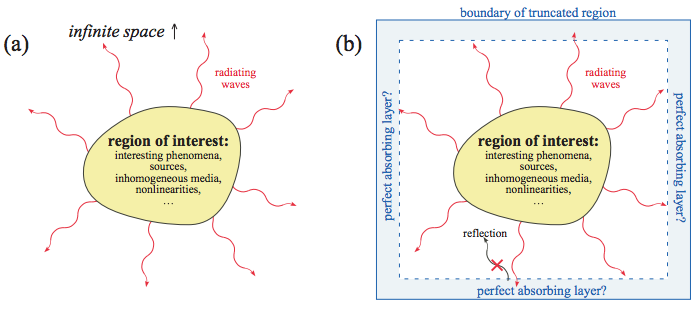 (a)
infinite space ↑
radiating
waves
region of interest:
interesting phenomena,
sources,
inhomogeneous media,
nonlinearities,
...
(b)
boundary of truncated region
perfect absorbing layer?
radiating
waves
region of interest:
interesting phenomena,
sources,
inhomogeneous media,
nonlinearities,
...
perfect absorbing layer?
reflection
perfect absorbing layer?